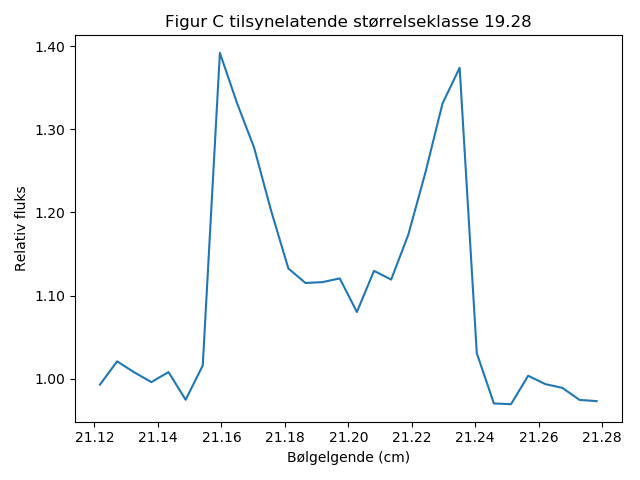 Figur C tilsynelatende størrelseklasse 19.28
1.40
1.30
1.20
1.10
1.00
Relativ fluks
21.12 21.14 21.16 21.18 21.20 21.22 21.24 21.26 21.28
Bølgelgende (cm)